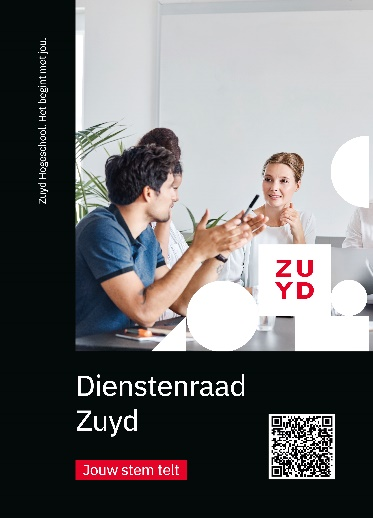 Zuyd Hogeschool. Het begint met jou.
ZU
YD
Dienstenraad
Zuyd
Jouw stem telt